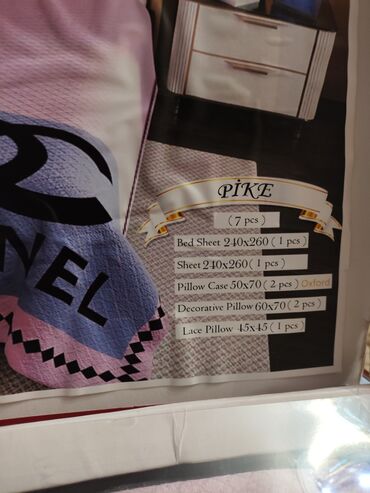 NEL
PİKE
( 7 pcs )
Bed Sheet 240x260 ( 1 pcs )
Sheet 240x260 ( 1 pcs )
Pillow Case 50x70 ( 2 pcs ) Oxford
Decorative Pillow 60x70 ( 2 pcs )
Lace Pillow 45x45 ( 1 pcs )